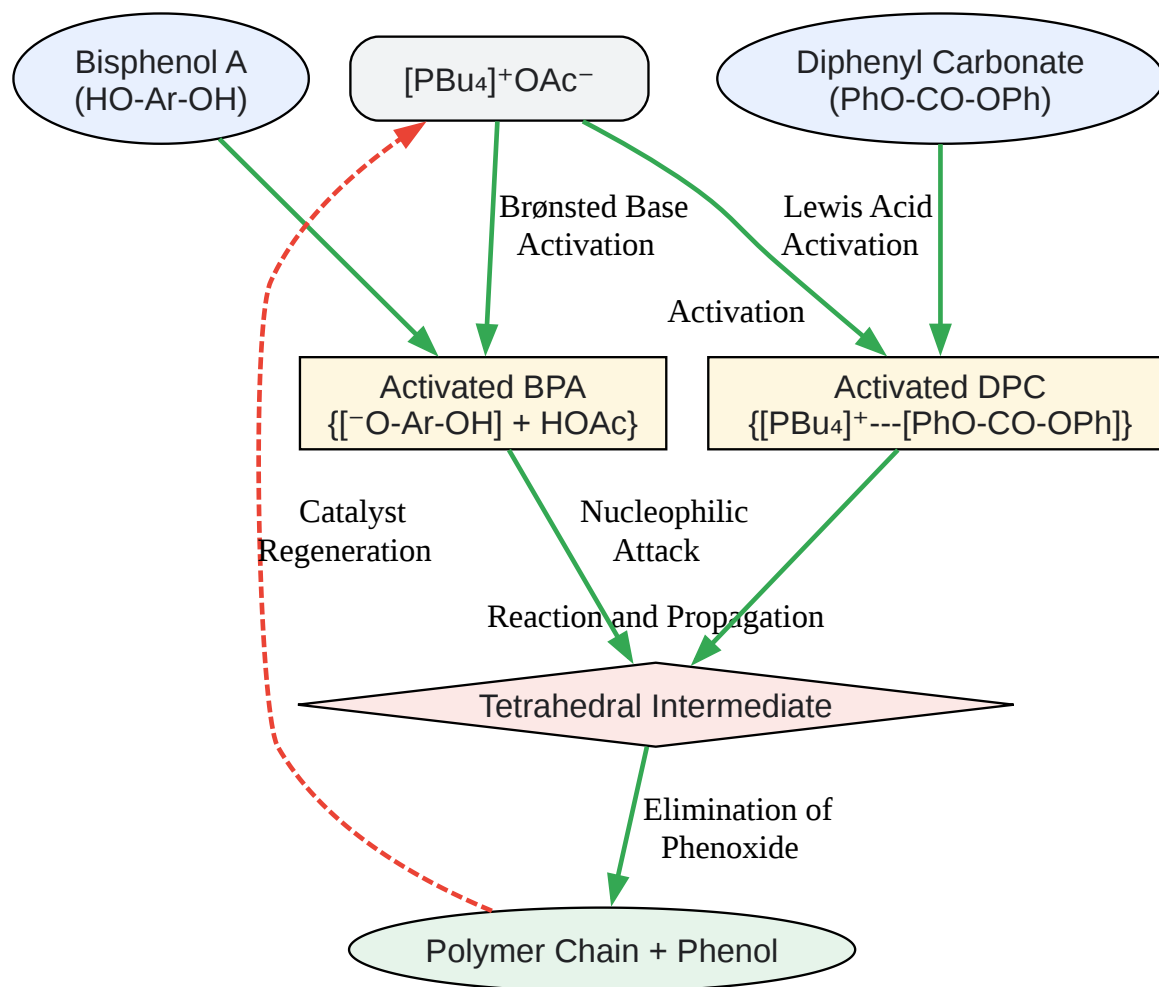 Bisphenol A
(HO-Ar-OH)
[PBu₄]⁺OAc⁻
Diphenyl Carbonate
(PhO-CO-OPh)
Brønsted Base
Activation
Lewis Acid
Activation
Activation
Activated BPA
{[⁻O-Ar-OH] + HOAc}
Activated DPC
{[PBu₄]⁺---[PhO-CO-OPh]}
Catalyst
Regeneration
Nucleophilic
Attack
Reaction and Propagation
Tetrahedral Intermediate
Elimination of
Phenoxide
Polymer Chain + Phenol